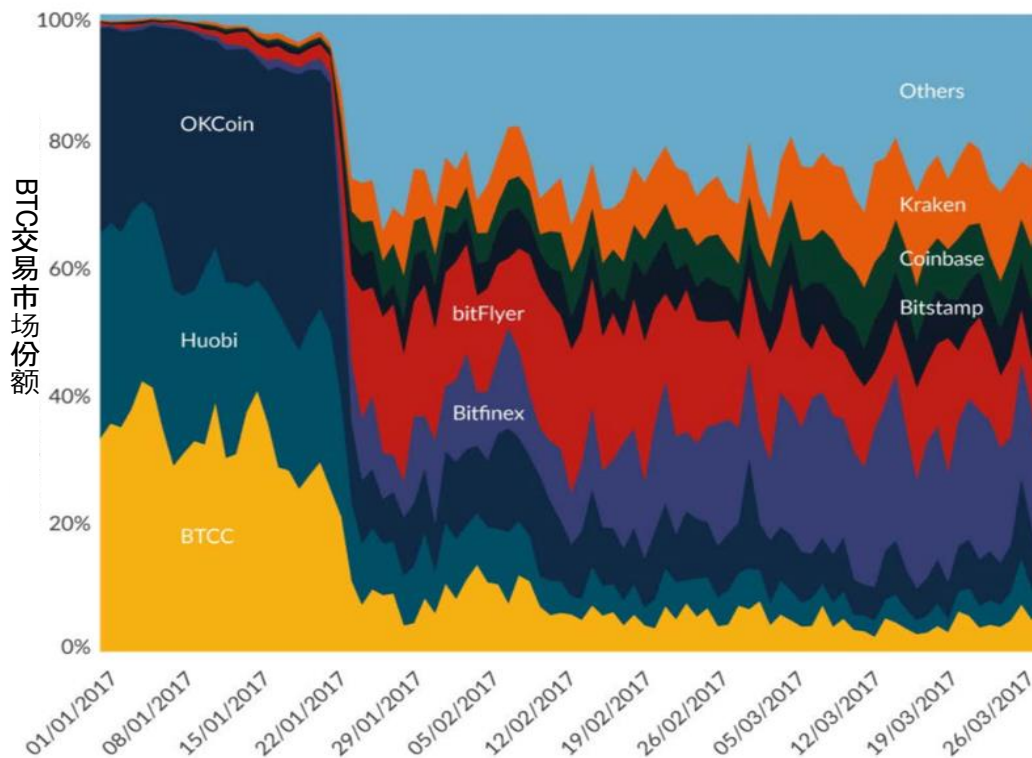 BTC交易市场份额
100%
80%
60%
40%
20%
0%
Others
OKCoin
Kraken
Coinbase
Bitstamp
bitFlyer
Huobi
Bitfinex
BTCC
01/01/2017
08/01/2017
15/01/2017
22/01/2017
29/01/2017
05/02/2017
12/02/2017
19/02/2017
26/02/2017
05/03/2017
12/03/2017
19/03/2017
26/03/2017